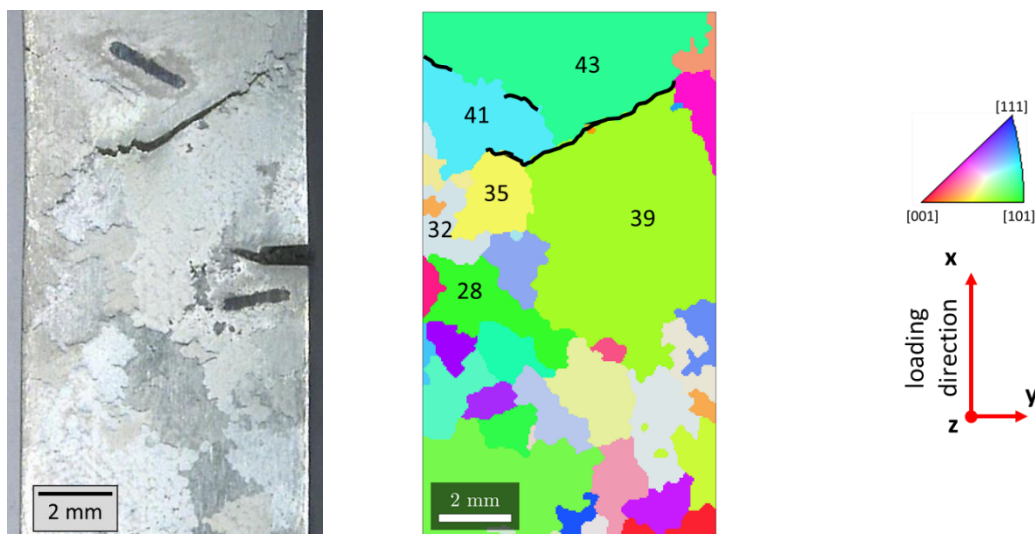 2 mm
43
41
35
32
39
28
2 mm
[111]
[001]
[101]
x
loading
direction
y
z